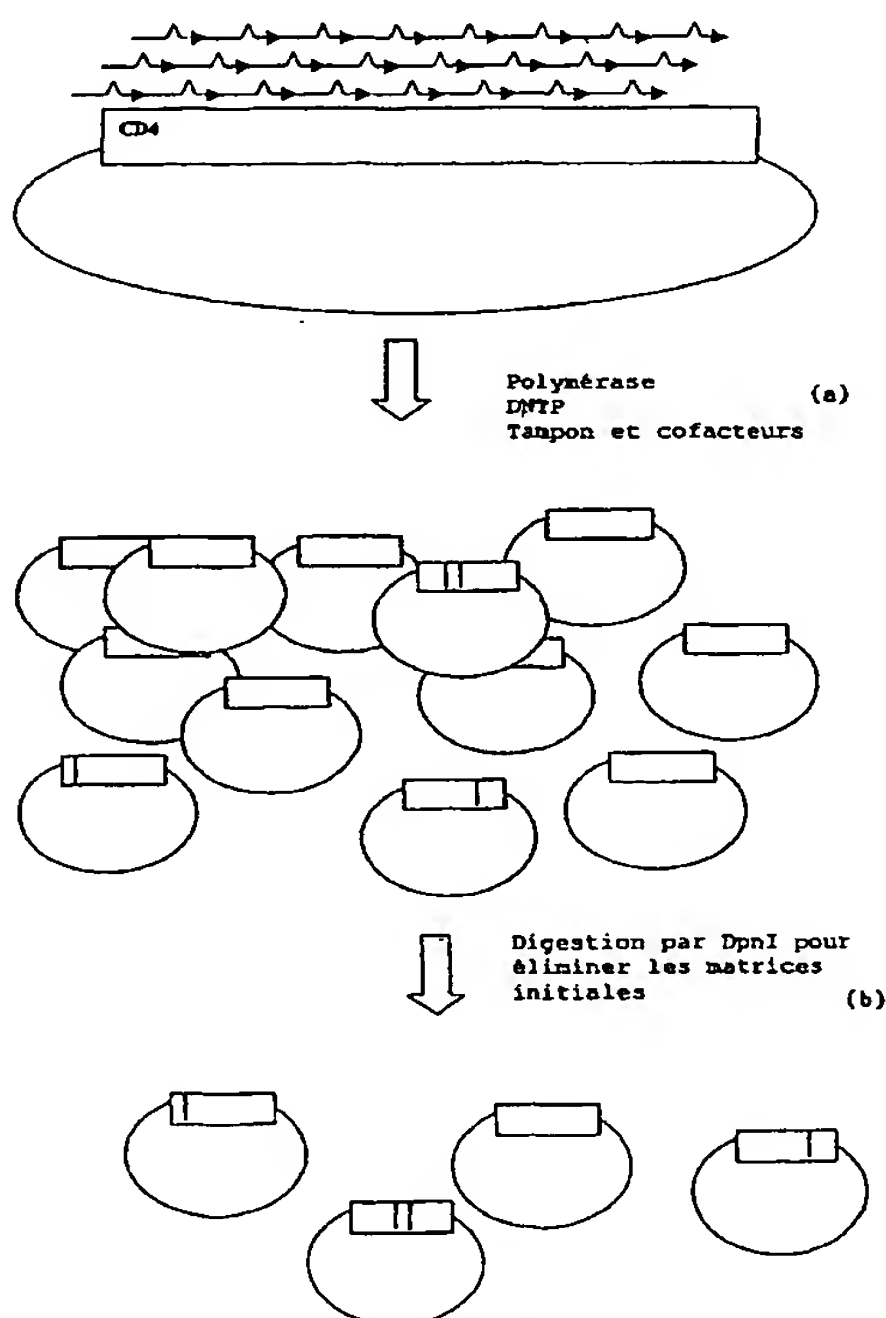 CD4
Polymérase
(a)
DNTP
Tampon et cofacteurs
Digestion par DpnI pour
éliminer les matrices
initiales
(b)